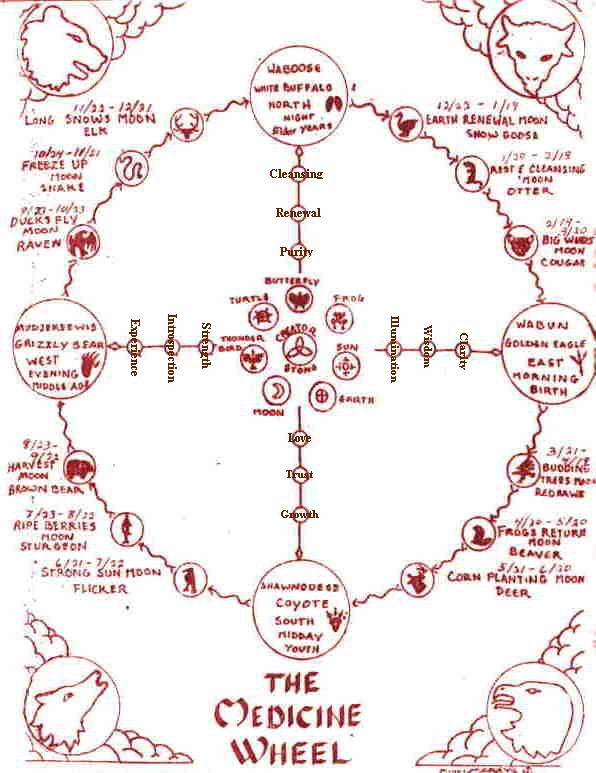 WABOOSE
WHITE BUFFALO
NORTH
NIGHT
Elder YEARS
11/22 - 12/21
LONG SNOWS MOON
ELK
12/22 - 1/19
EARTH RENEWAL MOON
SNOW GOOSE
10/24 - 11/21
FREEZE UP
MOON
SNAKE
1/20 - 2/18
REST & CLEANSING
MOON
OTTER
9/23 - 10/23
DUCKS FLY
MOON
RAVEN
2/19 -
3/20
BIG WINDS
MOON
COUGAR
Cleansing
Renewal
Purity
BUTTERFLY
TURTLE
FROG
THUNDER
BIRD
CREATOR
STONE
SUN
MOON
EARTH
MUDJEKEEWIS
GRIZZLY BEAR
WEST
EVENING
MIDDLE AGE
Experience
Introspection
Strength
Illumination
Wisdom
Clarity
WABUN
GOLDEN EAGLE
EAST
MORNING
BIRTH
Love
Trust
Growth
8/23 -
9/22
HARVEST
MOON
BROWN BEAR
3/21 -
4/19
BUDDING
TREES MOON
RED HAWK
7/23 - 8/22
RIPE BERRIES
MOON
STURGEON
4/20 - 5/20
FROGS RETURN
MOON
BEAVER
6/21 - 7/22
STRONG SUN MOON
FLICKER
5/21 - 6/20
CORN PLANTING MOON
DEER
SHAWNODESE
COYOTE
SOUTH
MIDDAY
YOUTH
THE
MEDICINE
WHEEL